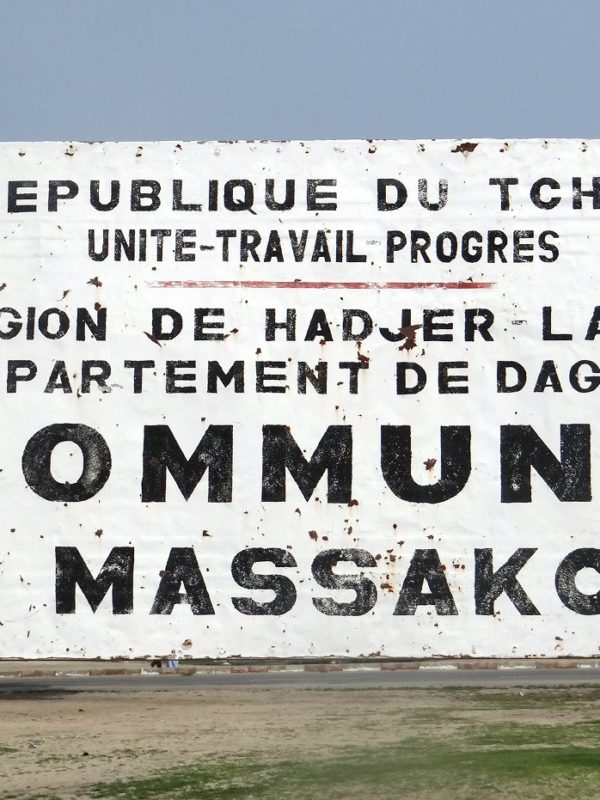 EPUBLIQUE DU TCH
UNITE-TRAVAIL-PROGRES
GION DE HADJER-LA
PARTEMENT DE DAG
OMMUN
MASSAKO